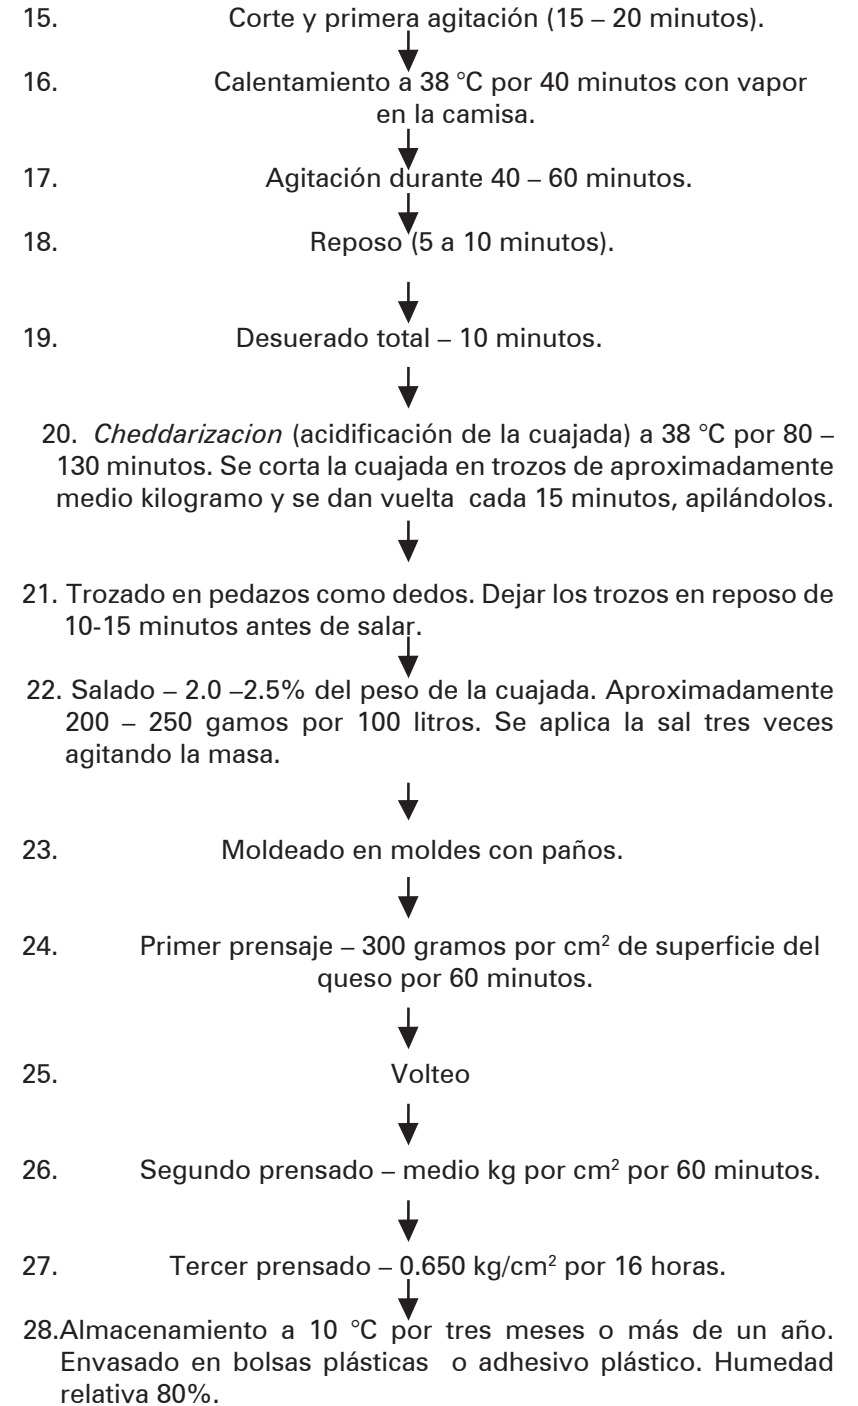 15. Corte y primera agitación (15 – 20 minutos).
16. Calentamiento a 38 °C por 40 minutos con vapor
en la camisa.
17. Agitación durante 40 – 60 minutos.
18. Reposo (5 a 10 minutos).
19. Desuerado total – 10 minutos.
20. Cheddarizacion (acidificación de la cuajada) a 38 °C por 80 –
130 minutos. Se corta la cuajada en trozos de aproximadamente
medio kilogramo y se dan vuelta cada 15 minutos, apilándolos.
21. Trozado en pedazos como dedos. Dejar los trozos en reposo de
10-15 minutos antes de salar.
22. Salado – 2.0 –2.5% del peso de la cuajada. Aproximadamente
200 – 250 gamos por 100 litros. Se aplica la sal tres veces
agitando la masa.
23. Moldeado en moldes con paños.
24. Primer prensaje – 300 gramos por cm² de superficie del
queso por 60 minutos.
25. Volteo
26. Segundo prensado – medio kg por cm² por 60 minutos.
27. Tercer prensado – 0.650 kg/cm² por 16 horas.
28.Almacenamiento a 10 °C por tres meses o más de un año.
Envasado en bolsas plásticas o adhesivo plástico. Humedad
relativa 80%.